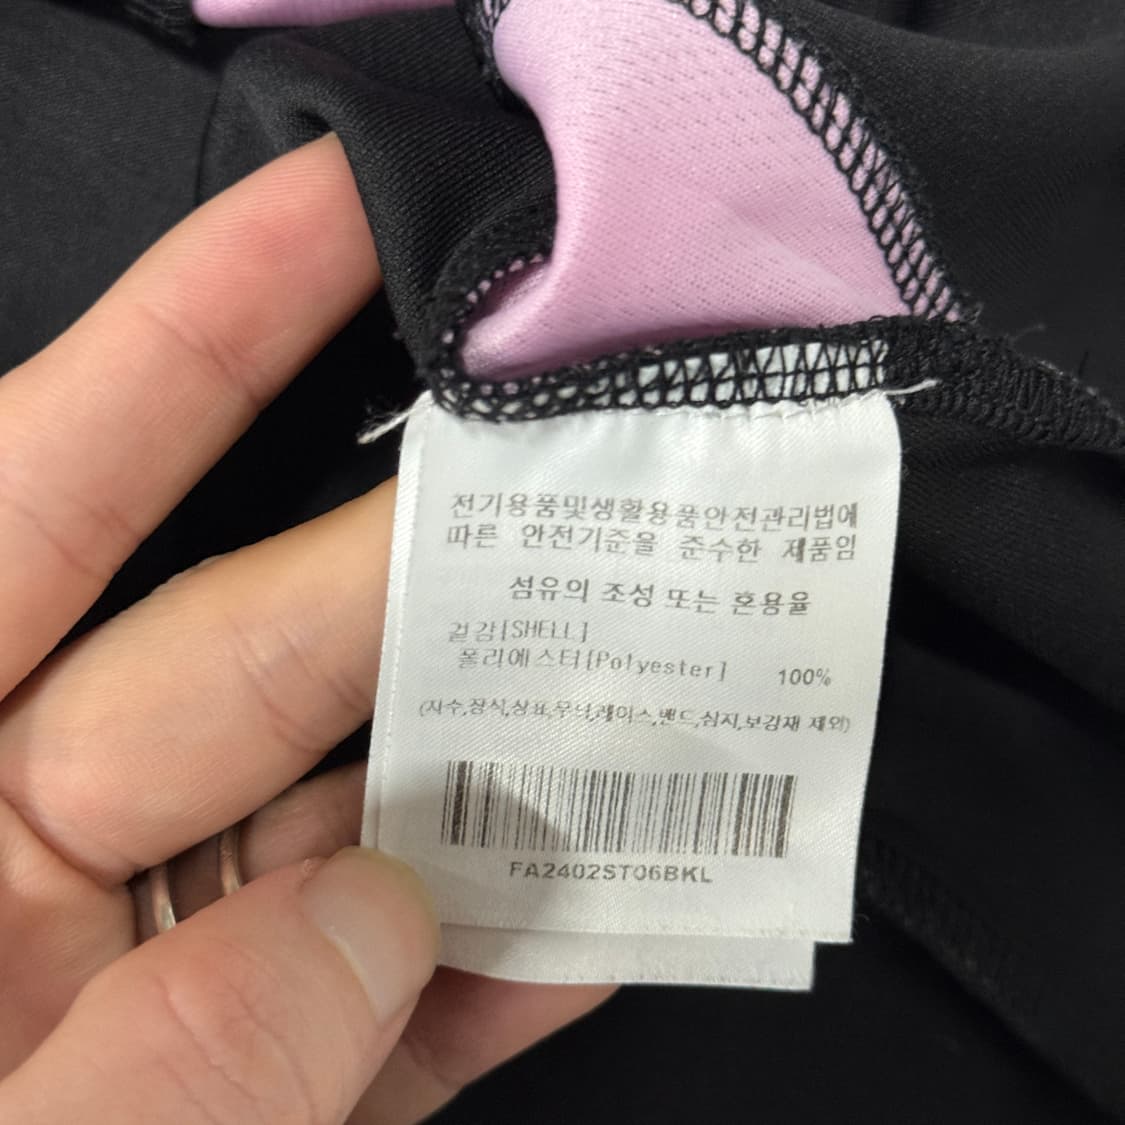 전기용품및생활용품안전관리법에
따른 안전기준을 준수한 제품임
섬유의 조성 또는 혼용율
겉감[SHELL]
폴리에스터[Polyester] 100%
(자수,장식,상표,무늬,레이스,밴드,심지,보강재 제외)
FA2402ST06BKL